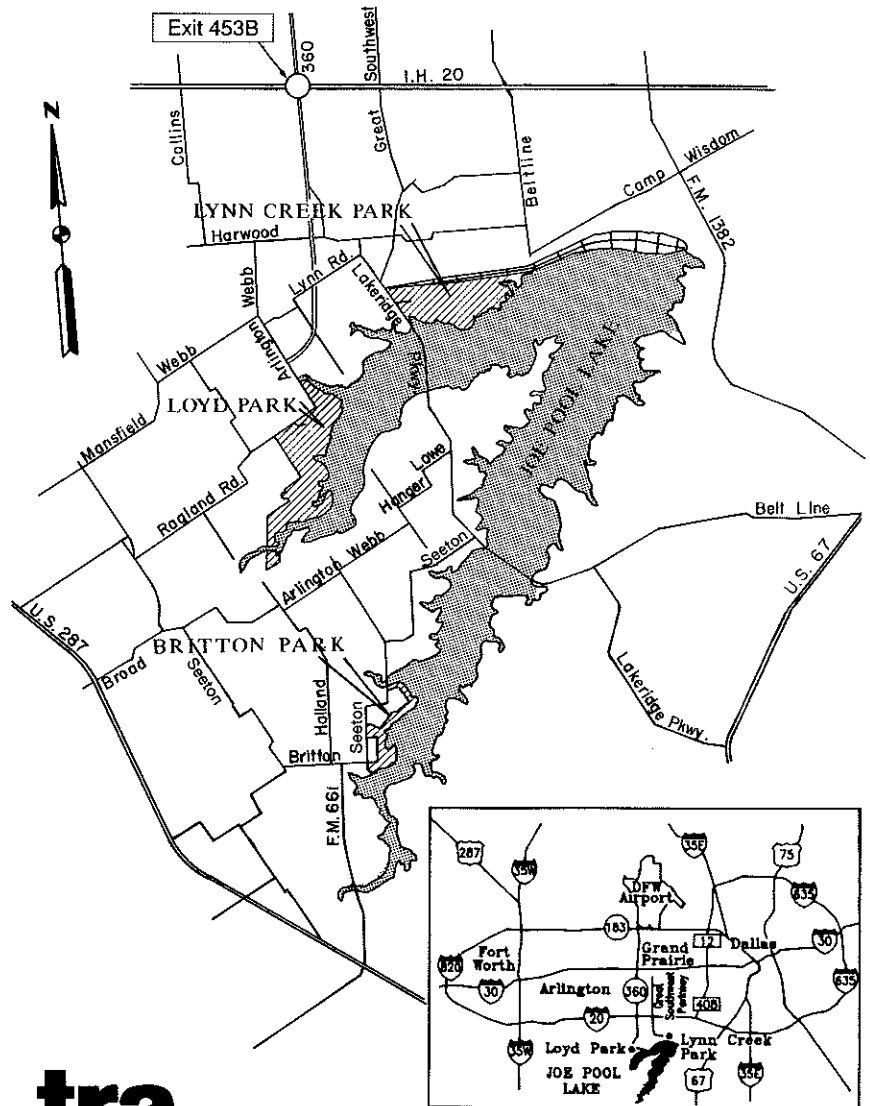 Exit 453B
360
Southwest
Great
I.H. 20
Collins
Beltline
Camp Wisdom
F.M. 1382
N
LYNN CREEK PARK
Harwood
Webb
Lynn Rd.
Lakeridge
Pkwy.
Arlington
Webb
LOYD PARK
Mansfield
JOE POOL LAKE
Ragland Rd.
Lowe
Hanger
Belt Line
Arlington Webb
Seeton
U.S. 67
U.S. 287
BRITTON PARK
Broad
Seeton
Holland
Seeton
Lakeridge Pkwy.
Britton
F.M. 661
287
35W
35E
75
DFW
Airport
635
183
12
Dallas
30
Fort
Worth
Grand
Prairie
820
30
Arlington
360
Great
Southwest
Parkway
408
635
20
Loyd Park
Lynn Creek
Park
35W
JOE POOL
LAKE
67
35E
tra